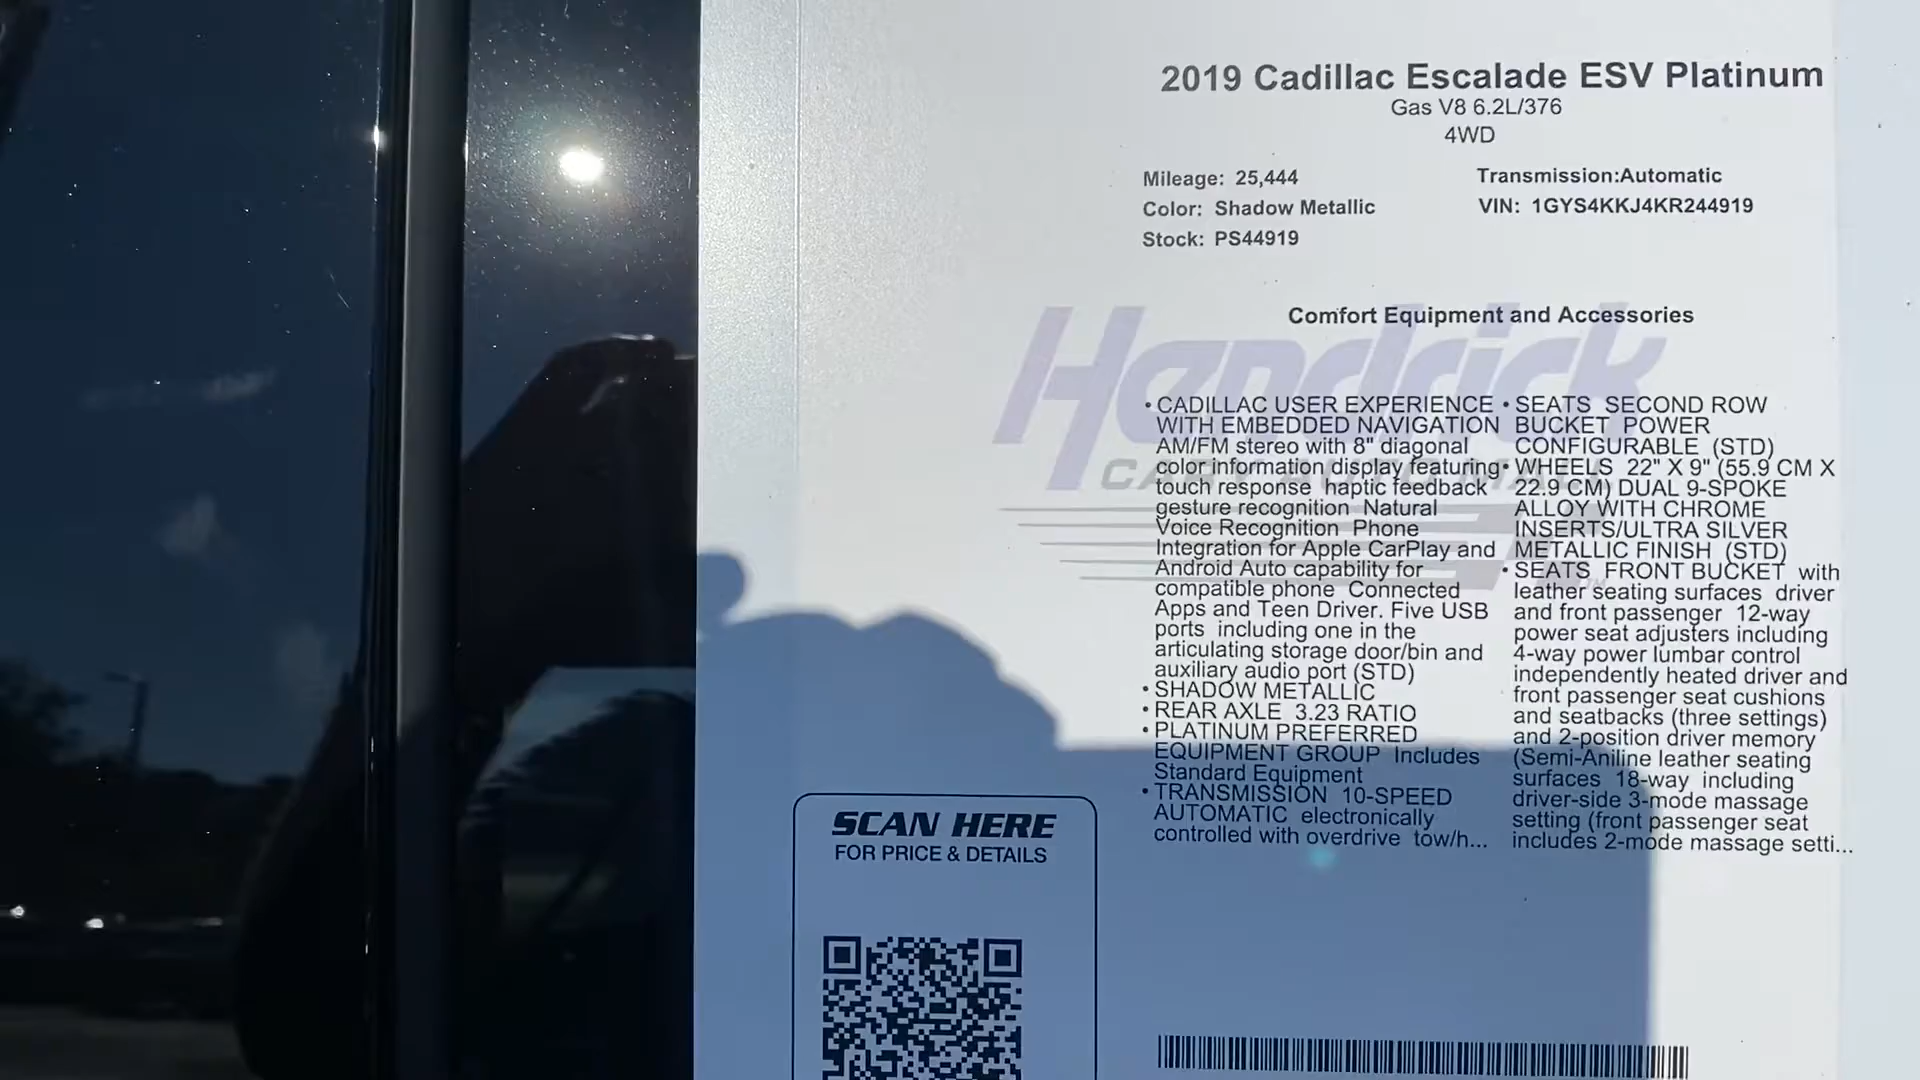 2019 Cadillac Escalade ESV Platinum
Gas V8 6.2L/376
4WD
Mileage: 25,444
Color: Shadow Metallic
Stock: PS44919
Transmission:Automatic
VIN: 1GYS4KKJ4KR244919
Comfort Equipment and Accessories
Hendrick
CARY AUTO MALL
• CADILLAC USER EXPERIENCE
WITH EMBEDDED NAVIGATION
AM/FM stereo with 8" diagonal
color information display featuring
touch response haptic feedback
gesture recognition Natural
Voice Recognition Phone
Integration for Apple CarPlay and
Android Auto capability for
compatible phone Connected
Apps and Teen Driver. Five USB
ports including one in the
articulating storage door/bin and
auxiliary audio port (STD)
• SHADOW METALLIC
• REAR AXLE 3.23 RATIO
• PLATINUM PREFERRED
EQUIPMENT GROUP Includes
Standard Equipment
• TRANSMISSION 10-SPEED
AUTOMATIC electronically
controlled with overdrive tow/h...
• SEATS SECOND ROW
BUCKET POWER
CONFIGURABLE (STD)
• WHEELS 22" X 9" (55.9 CM X
22.9 CM) DUAL 9-SPOKE
ALLOY WITH CHROME
INSERTS/ULTRA SILVER
METALLIC FINISH (STD)
• SEATS FRONT BUCKET with
leather seating surfaces driver
and front passenger 12-way
power seat adjusters including
4-way power lumbar control
independently heated driver and
front passenger seat cushions
and seatbacks (three settings)
and 2-position driver memory
(Semi-Aniline leather seating
surfaces 18-way including
driver-side 3-mode massage
setting (front passenger seat
includes 2-mode massage setti...
SCAN HERE
FOR PRICE & DETAILS